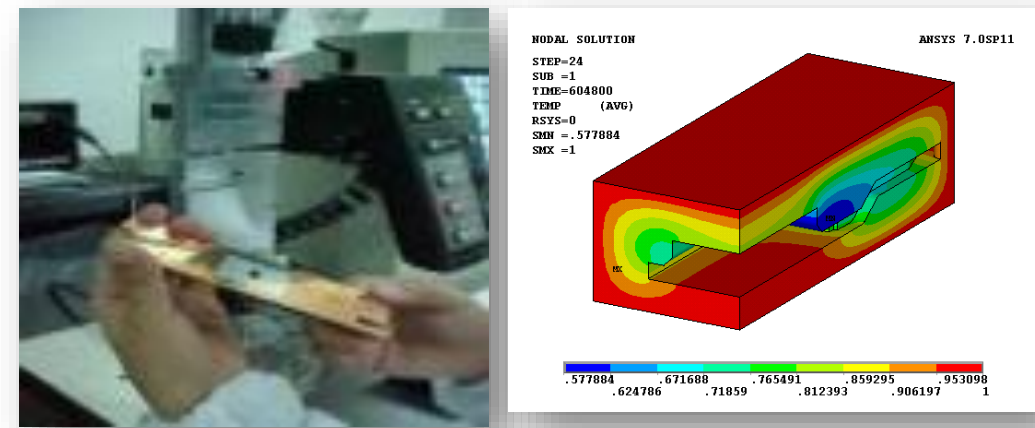 NODAL SOLUTION
ANSYS 7.0SP11
STEP=24
SUB =1
TIME=604800
TEMP (AVG)
RSYS=0
SMN =.577884
SMX =1
MX
.577884 .671688 .765491 .859295 .953098
.624786 .71859 .812393 .906197 1